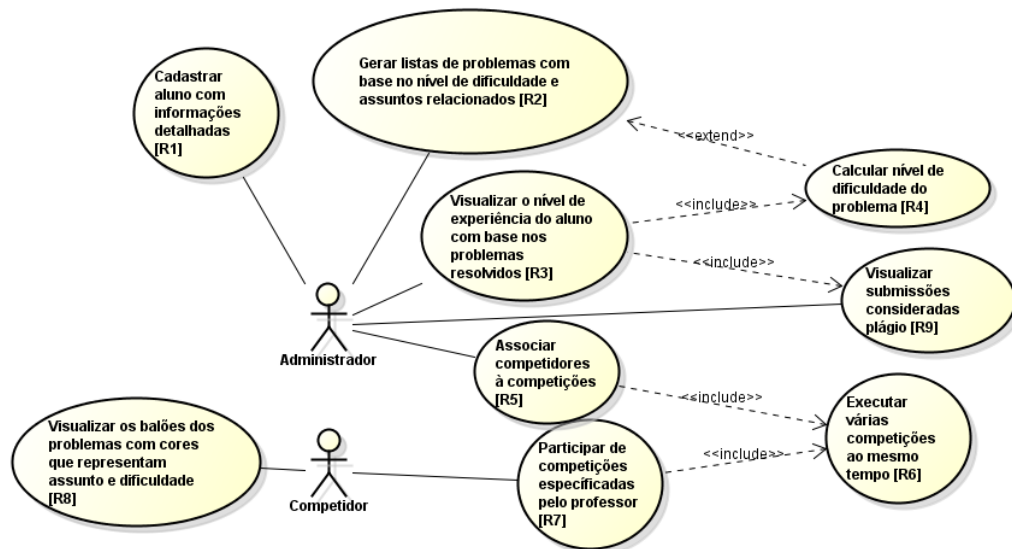 Cadastrar
aluno com
informações
detalhadas
[R1]
Gerar listas de problemas com
base no nível de dificuldade e
assuntos relacionados [R2]
<<extend>>
Calcular nível de
dificuldade do
problema [R4]
Visualizar o nível de
experiência do aluno
com base nos
problemas
resolvidos [R3]
<<include>>
<<include>>
Visualizar
submissões
consideradas
plágio [R9]
Administrador
Associar
competidores
à competições
[R5]
<<include>>
Executar
várias
competições
ao mesmo
tempo [R6]
Visualizar os balões dos
problemas com cores
que representam
assunto e dificuldade
[R8]
Competidor
Participar de
competições
específicadas
pelo professor
[R7]
<<include>>